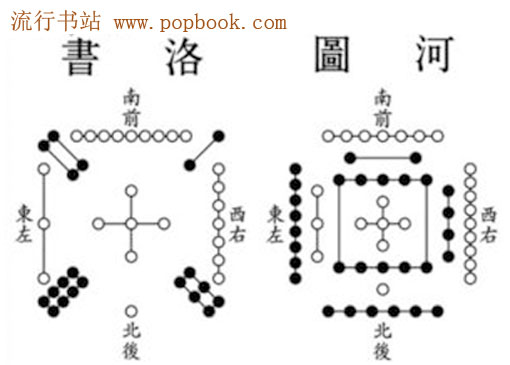 流行书站 www.popbook.com
書 洛 圖 河
南前 南前
東左 西右 東左 西右
北後 北後